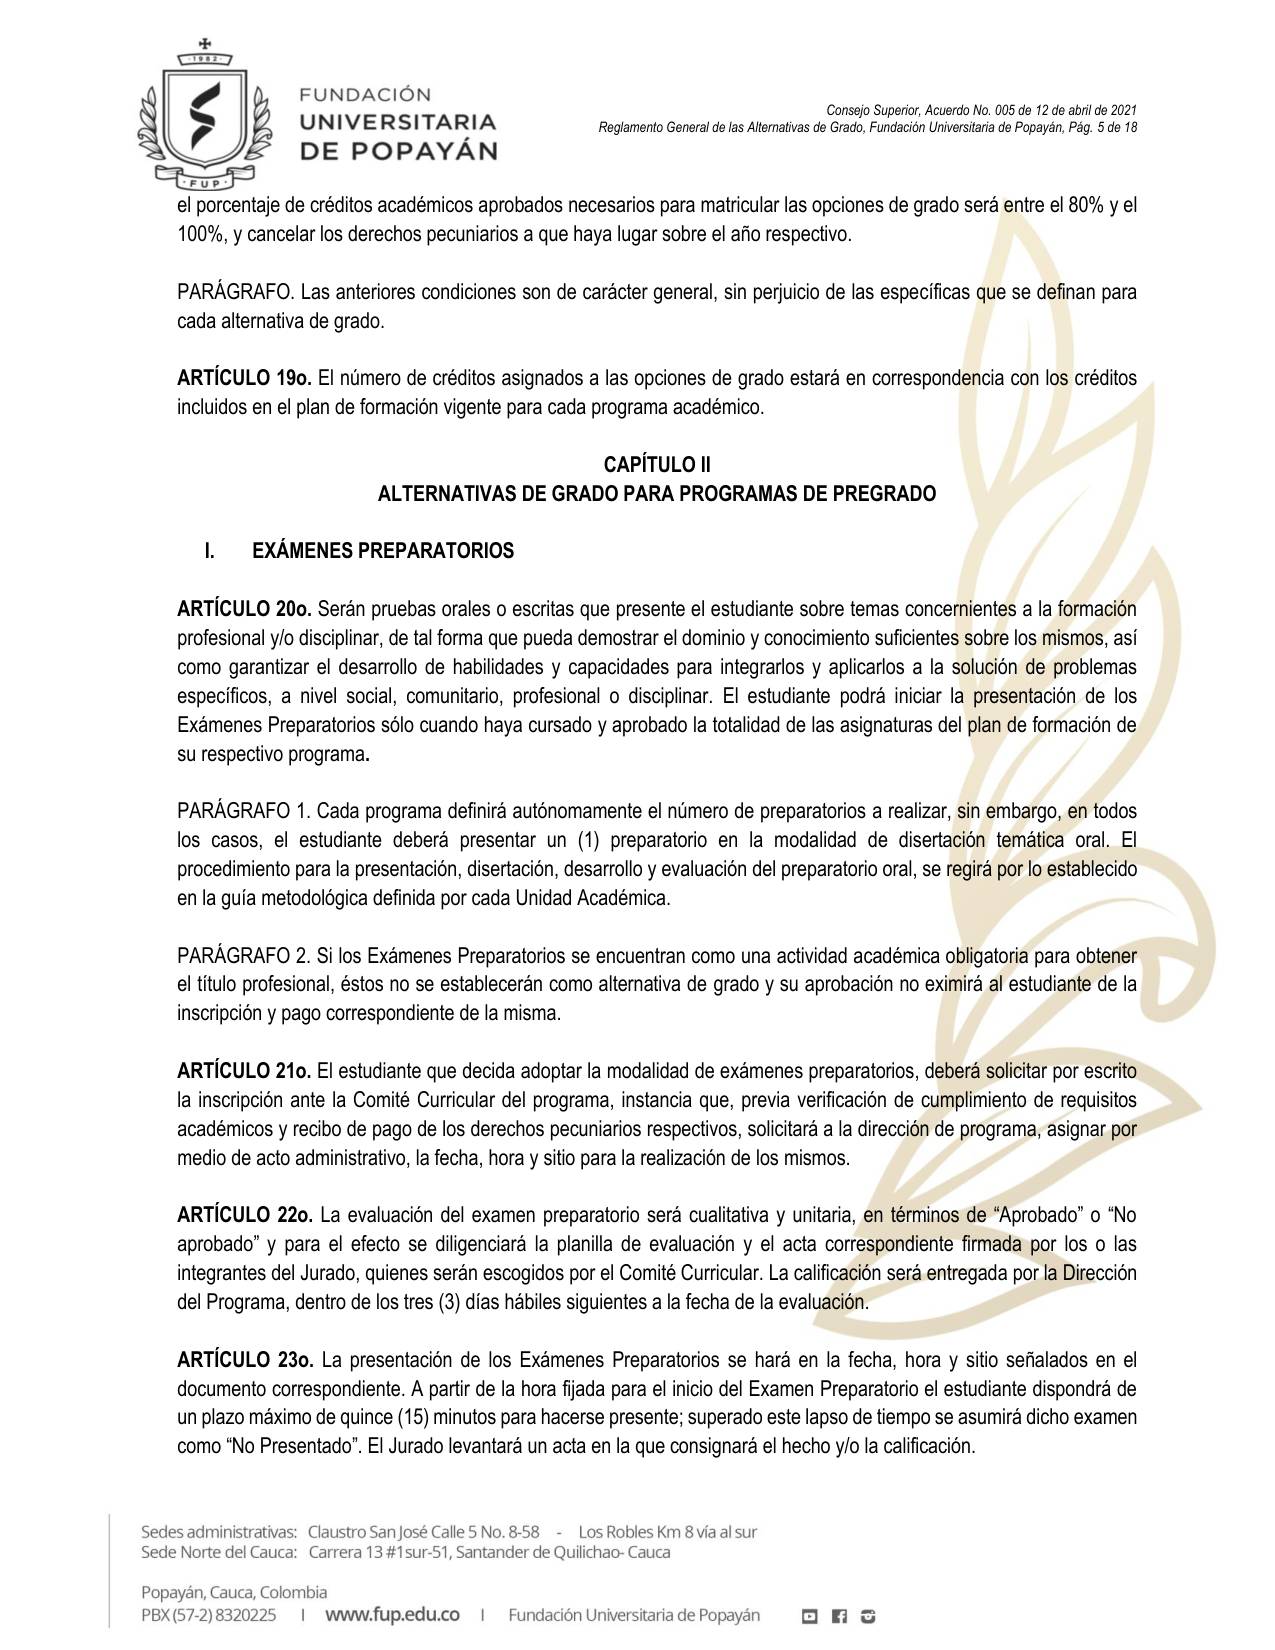 1982
FUP
FUNDACIÓN
UNIVERSITARIA
DE POPAYÁN
Consejo Superior, Acuerdo No. 005 de 12 de abril de 2021
Reglamento General de las Alternativas de Grado, Fundación Universitaria de Popayán, Pág. 5 de 18
el porcentaje de créditos académicos aprobados necesarios para matricular las opciones de grado será entre el 80% y el
100%, y cancelar los derechos pecuniarios a que haya lugar sobre el año respectivo.
PARÁGRAFO. Las anteriores condiciones son de carácter general, sin perjuicio de las específicas que se definan para
cada alternativa de grado.
ARTÍCULO 19o. El número de créditos asignados a las opciones de grado estará en correspondencia con los créditos
incluidos en el plan de formación vigente para cada programa académico.
CAPÍTULO II
ALTERNATIVAS DE GRADO PARA PROGRAMAS DE PREGRADO
I. EXÁMENES PREPARATORIOS
ARTÍCULO 20o. Serán pruebas orales o escritas que presente el estudiante sobre temas concernientes a la formación
profesional y/o disciplinar, de tal forma que pueda demostrar el dominio y conocimiento suficientes sobre los mismos, así
como garantizar el desarrollo de habilidades y capacidades para integrarlos y aplicarlos a la solución de problemas
específicos, a nivel social, comunitario, profesional o disciplinar. El estudiante podrá iniciar la presentación de los
Exámenes Preparatorios sólo cuando haya cursado y aprobado la totalidad de las asignaturas del plan de formación de
su respectivo programa.
PARÁGRAFO 1. Cada programa definirá autónomamente el número de preparatorios a realizar, sin embargo, en todos
los casos, el estudiante deberá presentar un (1) preparatorio en la modalidad de disertación temática oral. El
procedimiento para la presentación, disertación, desarrollo y evaluación del preparatorio oral, se regirá por lo establecido
en la guía metodológica definida por cada Unidad Académica.
PARÁGRAFO 2. Si los Exámenes Preparatorios se encuentran como una actividad académica obligatoria para obtener
el título profesional, éstos no se establecerán como alternativa de grado y su aprobación no eximirá al estudiante de la
inscripción y pago correspondiente de la misma.
ARTÍCULO 21o. El estudiante que decida adoptar la modalidad de exámenes preparatorios, deberá solicitar por escrito
la inscripción ante la Comité Curricular del programa, instancia que, previa verificación de cumplimiento de requisitos
académicos y recibo de pago de los derechos pecuniarios respectivos, solicitará a la dirección de programa, asignar por
medio de acto administrativo, la fecha, hora y sitio para la realización de los mismos.
ARTÍCULO 22o. La evaluación del examen preparatorio será cualitativa y unitaria, en términos de “Aprobado” o “No
aprobado” y para el efecto se diligenciará la planilla de evaluación y el acta correspondiente firmada por los o las
integrantes del Jurado, quienes serán escogidos por el Comité Curricular. La calificación será entregada por la Dirección
del Programa, dentro de los tres (3) días hábiles siguientes a la fecha de la evaluación.
ARTÍCULO 23o. La presentación de los Exámenes Preparatorios se hará en la fecha, hora y sitio señalados en el
documento correspondiente. A partir de la hora fijada para el inicio del Examen Preparatorio el estudiante dispondrá de
un plazo máximo de quince (15) minutos para hacerse presente; superado este lapso de tiempo se asumirá dicho examen
como “No Presentado”. El Jurado levantará un acta en la que consignará el hecho y/o la calificación.
Sedes administrativas: Claustro San José Calle 5 No. 8-58 - Los Robles Km 8 vía al sur
Sede Norte del Cauca: Carrera 13 #1sur-51, Santander de Quilichao- Cauca
Popayán, Cauca, Colombia
PBX (57-2) 8320225 I www.fup.edu.co I Fundación Universitaria de Popayán